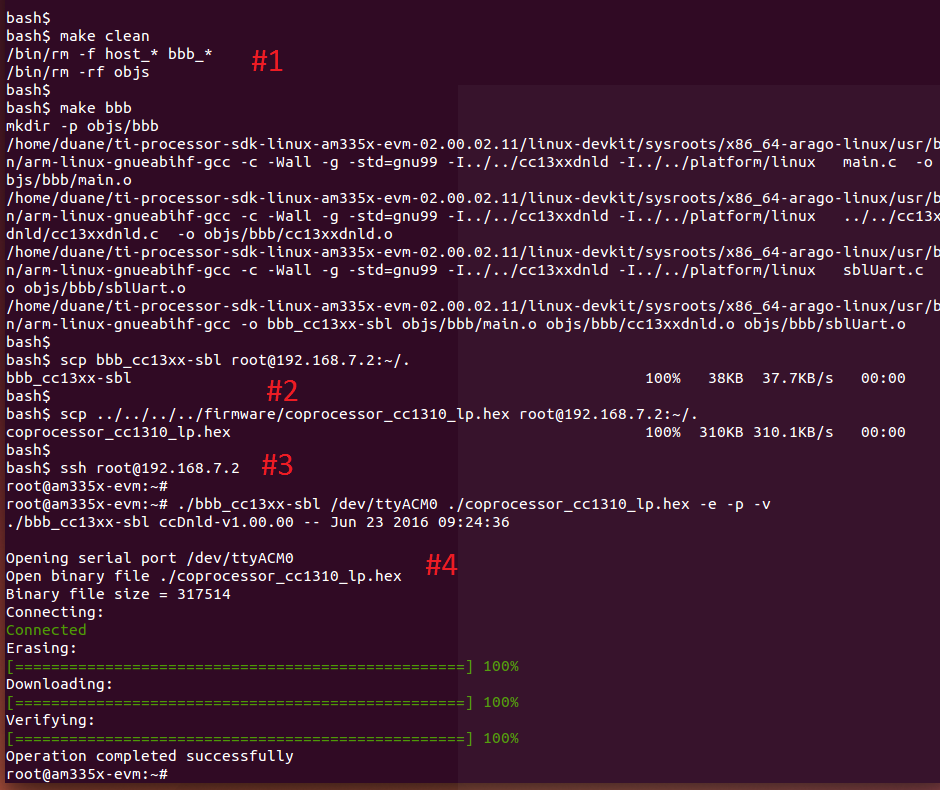 bash$
bash$ make clean
/bin/rm -f host_* bbb_*
#1
/bin/rm -rf objs
bash$
bash$ make bbb
mkdir -p objs/bbb
/home/duane/ti-processor-sdk-linux-am335x-evm-02.00.02.11/linux-devkit/sysroots/x86_64-arago-linux/usr/b
n/arm-linux-gnueabihf-gcc -c -Wall -g -std=gnu99 -I../../cc13xxdnld -I../../platform/linux   main.c  -o
bjs/bbb/main.o
/home/duane/ti-processor-sdk-linux-am335x-evm-02.00.02.11/linux-devkit/sysroots/x86_64-arago-linux/usr/b
n/arm-linux-gnueabihf-gcc -c -Wall -g -std=gnu99 -I../../cc13xxdnld -I../../platform/linux   ../../cc13x
dnld/cc13xxdnld.c  -o objs/bbb/cc13xxdnld.o
/home/duane/ti-processor-sdk-linux-am335x-evm-02.00.02.11/linux-devkit/sysroots/x86_64-arago-linux/usr/b
n/arm-linux-gnueabihf-gcc -c -Wall -g -std=gnu99 -I../../cc13xxdnld -I../../platform/linux   sblUart.c
o objs/bbb/sblUart.o
/home/duane/ti-processor-sdk-linux-am335x-evm-02.00.02.11/linux-devkit/sysroots/x86_64-arago-linux/usr/b
n/arm-linux-gnueabihf-gcc -o bbb_cc13xx-sbl objs/bbb/main.o objs/bbb/cc13xxdnld.o objs/bbb/sblUart.o
bash$
bash$ scp bbb_cc13xx-sbl root@192.168.7.2:~/.
bbb_cc13xx-sbl 100% 38KB 37.7KB/s 00:00
#2
bash$
bash$ scp ../../../../firmware/coprocessor_cc1310_lp.hex root@192.168.7.2:~/.
coprocessor_cc1310_lp.hex 100% 310KB 310.1KB/s 00:00
bash$
bash$ ssh root@192.168.7.2
#3
root@am335x-evm:~#
root@am335x-evm:~# ./bbb_cc13xx-sbl /dev/ttyACM0 ./coprocessor_cc1310_lp.hex -e -p -v
./bbb_cc13xx-sbl ccDnld-v1.00.00 -- Jun 23 2016 09:24:36
Opening serial port /dev/ttyACM0
#4
Open binary file ./coprocessor_cc1310_lp.hex
Binary file size = 317514
Connecting:
Connected
Erasing:
[==================================================] 100%
Downloading:
[==================================================] 100%
Verifying:
[==================================================] 100%
Operation completed successfully
root@am335x-evm:~#